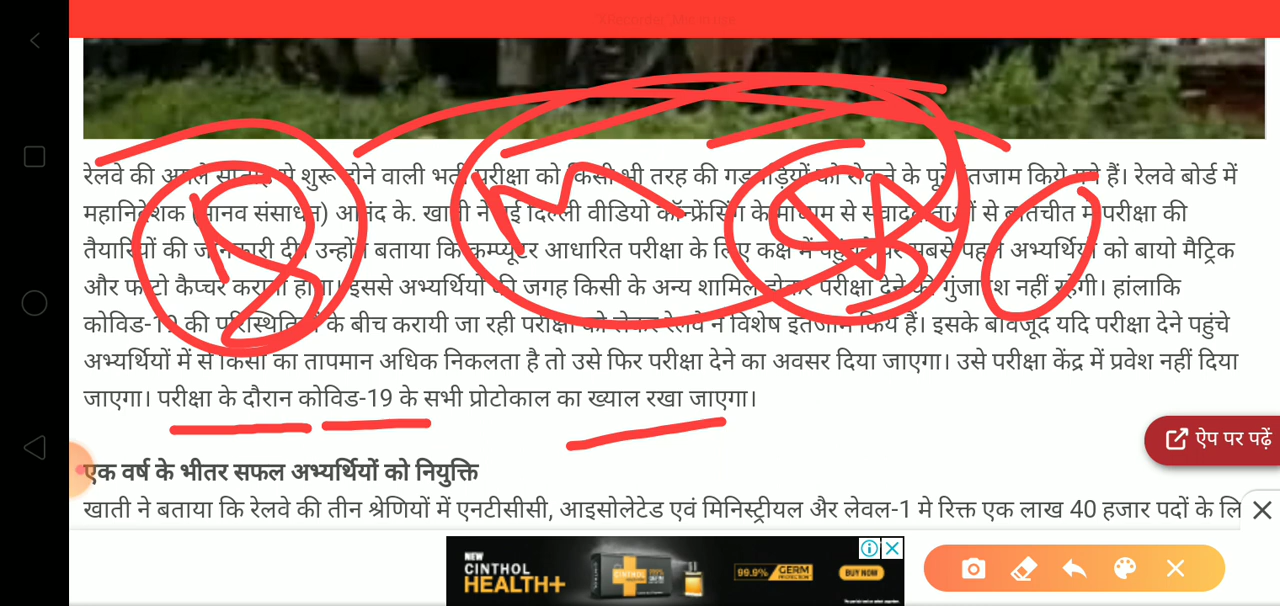 रेलवे की अगले सप्ताह से शुरू होने वाली भर्ती परीक्षा को किसी भी तरह की गड़बड़ियों को रोकने के पूरे इंतजाम किये गये हैं। रेलवे बोर्ड में
महानिदेशक (मानव संसाधन) आनंद के. खाती ने नई दिल्ली वीडियो कॉन्फ्रेंसिंग के माध्यम से संवाददाताओं से बातचीत में परीक्षा की
तैयारियों की जानकारी दी। उन्होंने बताया कि कम्प्यूटर आधारित परीक्षा के लिए कक्ष में पहुंचने पर सबसे पहले अभ्यर्थियों को बायो मैट्रिक
और फोटो कैप्चर कराना होगा। इससे अभ्यर्थियों की जगह किसी के अन्य शामिल होकर परीक्षा देने की गुंजाइश नहीं रहेगी। हांलाकि
कोविड-19 की परिस्थितियों के बीच करायी जा रही परीक्षा को लेकर रेलवे ने विशेष इंतजाम किये हैं। इसके बावजूद यदि परीक्षा देने पहुंचे
अभ्यर्थियों में से किसी का तापमान अधिक निकलता है तो उसे फिर परीक्षा देने का अवसर दिया जाएगा। उसे परीक्षा केंद्र में प्रवेश नहीं दिया
जाएगा। परीक्षा के दौरान कोविड-19 के सभी प्रोटोकाल का ख्याल रखा जाएगा।
ऐप पर पढ़ें
एक वर्ष के भीतर सफल अभ्यर्थियों को नियुक्ति
खाती ने बताया कि रेलवे की तीन श्रेणियों में एनटीसीसी, आइसोलेटेड एवं मिनिस्ट्रीयल और लेवल-1 मे रिक्त एक लाख 40 हजार पदों के लि
NEW
CINTHOL
HEALTH+
99.9% GERM PROTECTION
BUY NOW